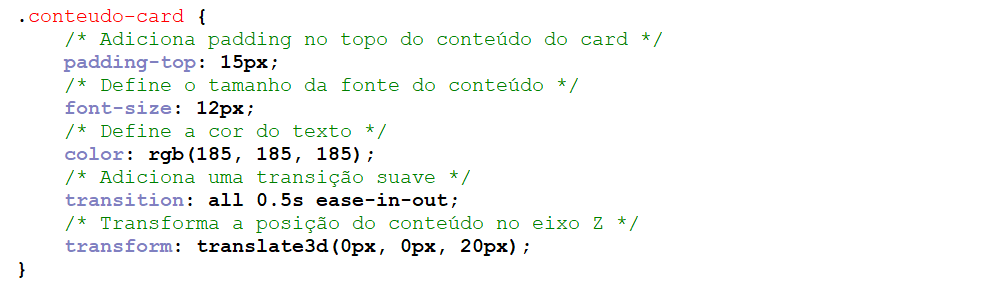 .conteudo-card {
    /* Adiciona padding no topo do conteúdo do card */
    padding-top: 15px;
    /* Define o tamanho da fonte do conteúdo */
    font-size: 12px;
    /* Define a cor do texto */
    color: rgb(185, 185, 185);
    /* Adiciona uma transição suave */
    transition: all 0.5s ease-in-out;
    /* Transforma a posição do conteúdo no eixo Z */
    transform: translate3d(0px, 0px, 20px);
}